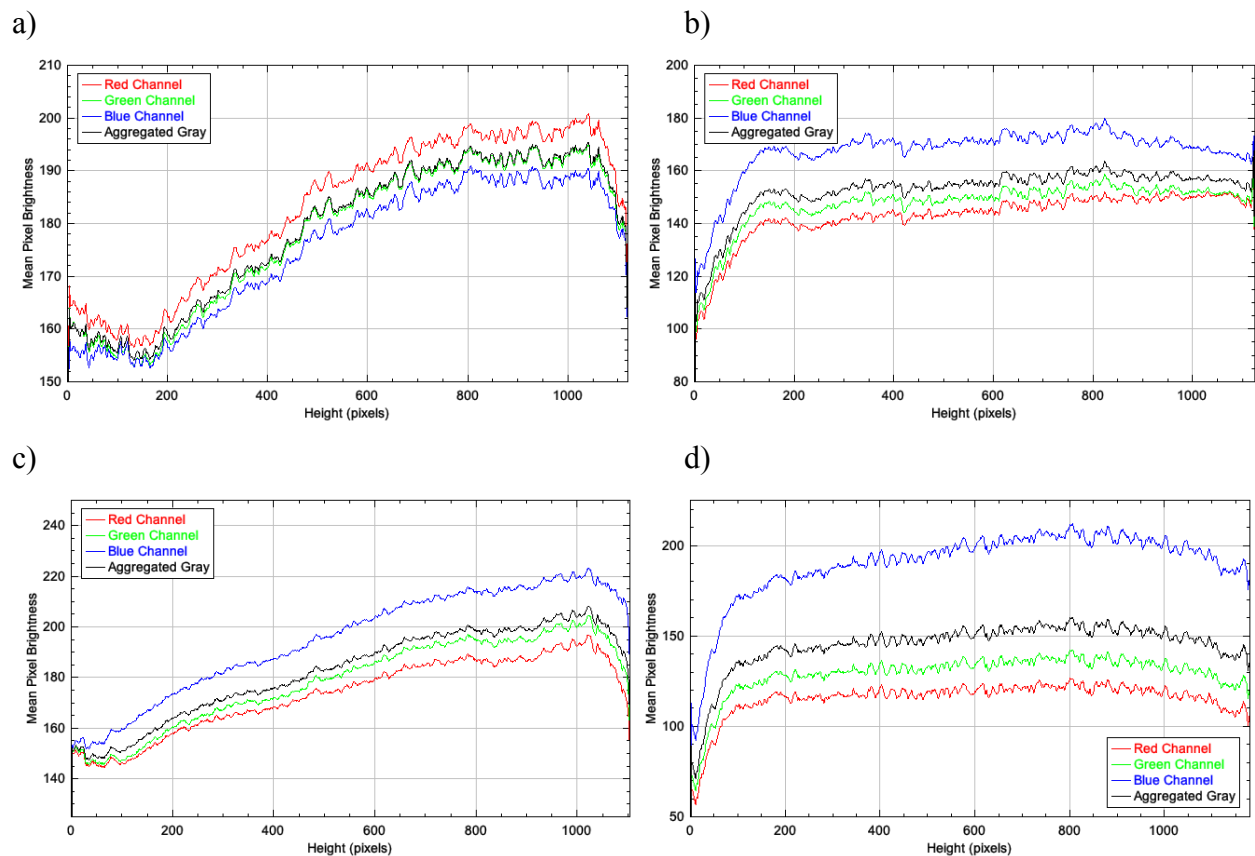 a)
b)
210
200
190
180
170
160
150
Mean Pixel Brightness
Red Channel
Green Channel
Blue Channel
Aggregated Gray
0 200 400 600 800 1000
Height (pixels)
200
180
160
140
120
100
80
Mean Pixel Brightness
Red Channel
Green Channel
Blue Channel
Aggregated Gray
0 200 400 600 800 1000
Height (pixels)
c)
d)
240
220
200
180
160
140
Mean Pixel Brightness
Red Channel
Green Channel
Blue Channel
Aggregated Gray
0 200 400 600 800 1000
Height (pixels)
200
150
100
50
Mean Pixel Brightness
Red Channel
Green Channel
Blue Channel
Aggregated Gray
0 200 400 600 800 1000
Height (pixels)